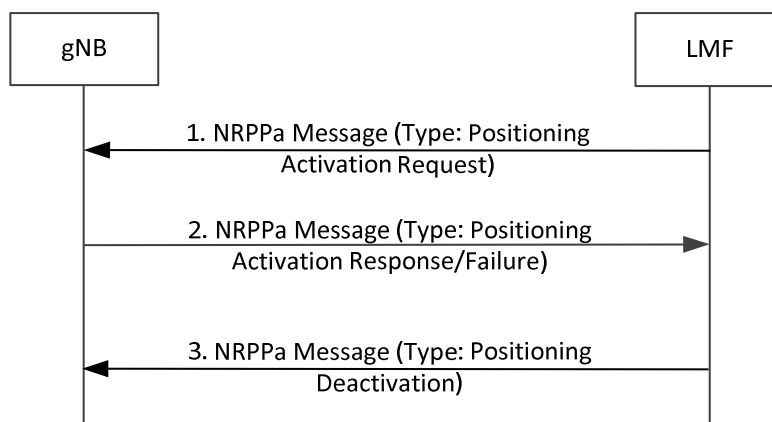 gNB
LMF
1. NRPPa Message (Type: Positioning
Activation Request)
2. NRPPa Message (Type: Positioning
Activation Response/Failure)
3. NRPPa Message (Type: Positioning
Deactivation)